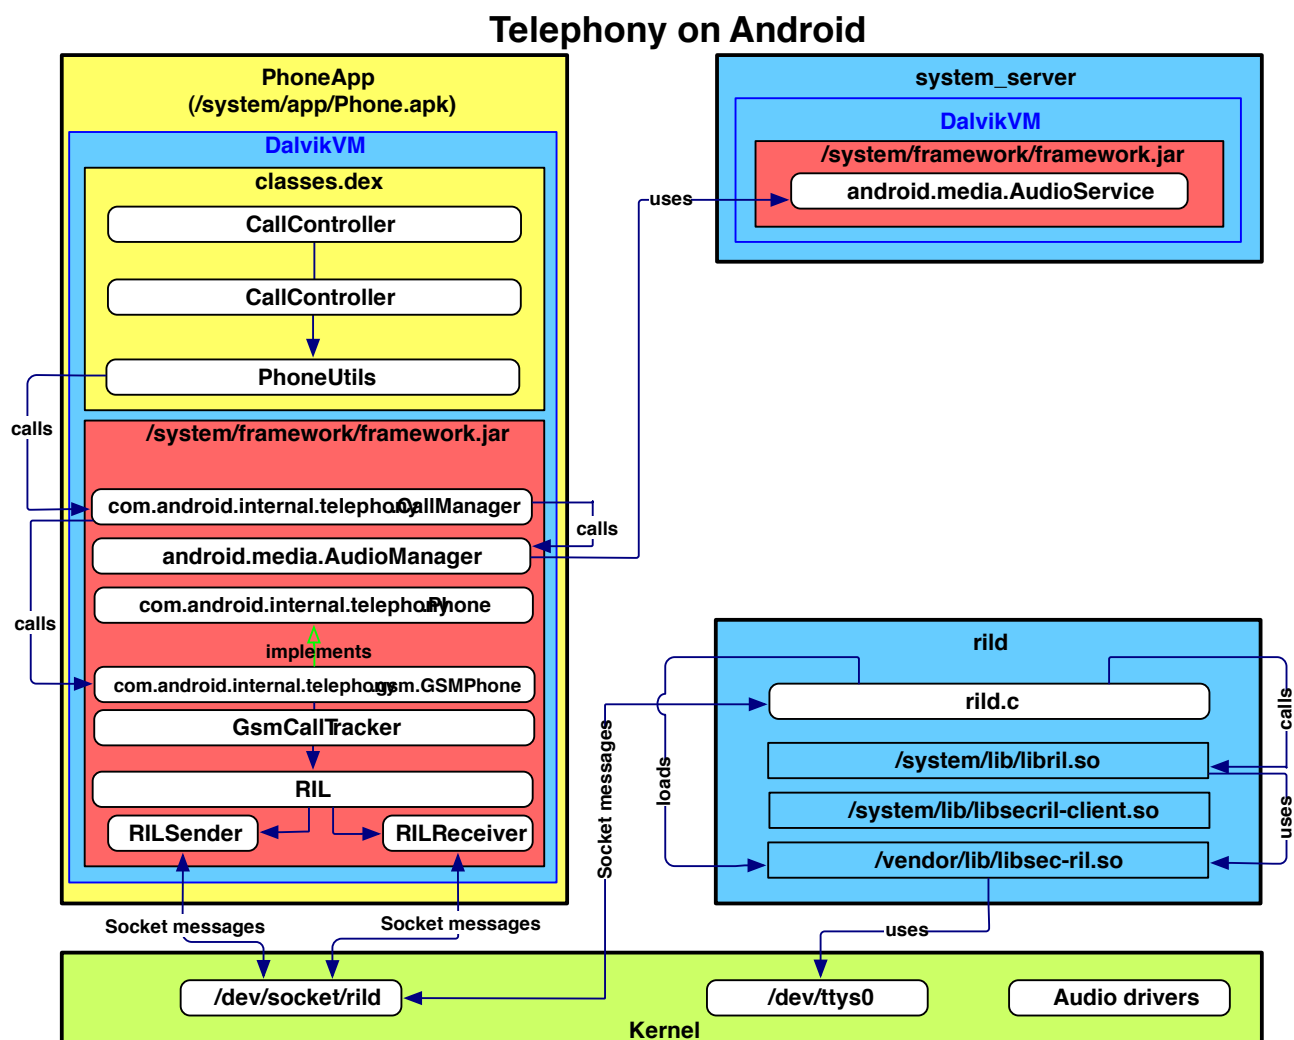 Telephony on Android
PhoneApp
(/system/app/Phone.apk)
DalvikVM
classes.dex
CallController
CallController
PhoneUtils
calls
/system/framework/framework.jar
com.android.internal.telephony.CallManager
calls
android.media.AudioManager
com.android.internal.telephony.Phone
calls
implements
com.android.internal.telephony.gsm.GSMPhone
GsmCallTracker
RIL
RILSender
RILReceiver
Socket messages
Socket messages
uses
system_server
DalvikVM
/system/framework/framework.jar
android.media.AudioService
rild
rild.c
calls
Socket messages
loads
/system/lib/libril.so
/system/lib/libsecril-client.so
uses
/vendor/lib/libsec-ril.so
uses
/dev/socket/rild
/dev/ttys0
Audio drivers
Kernel